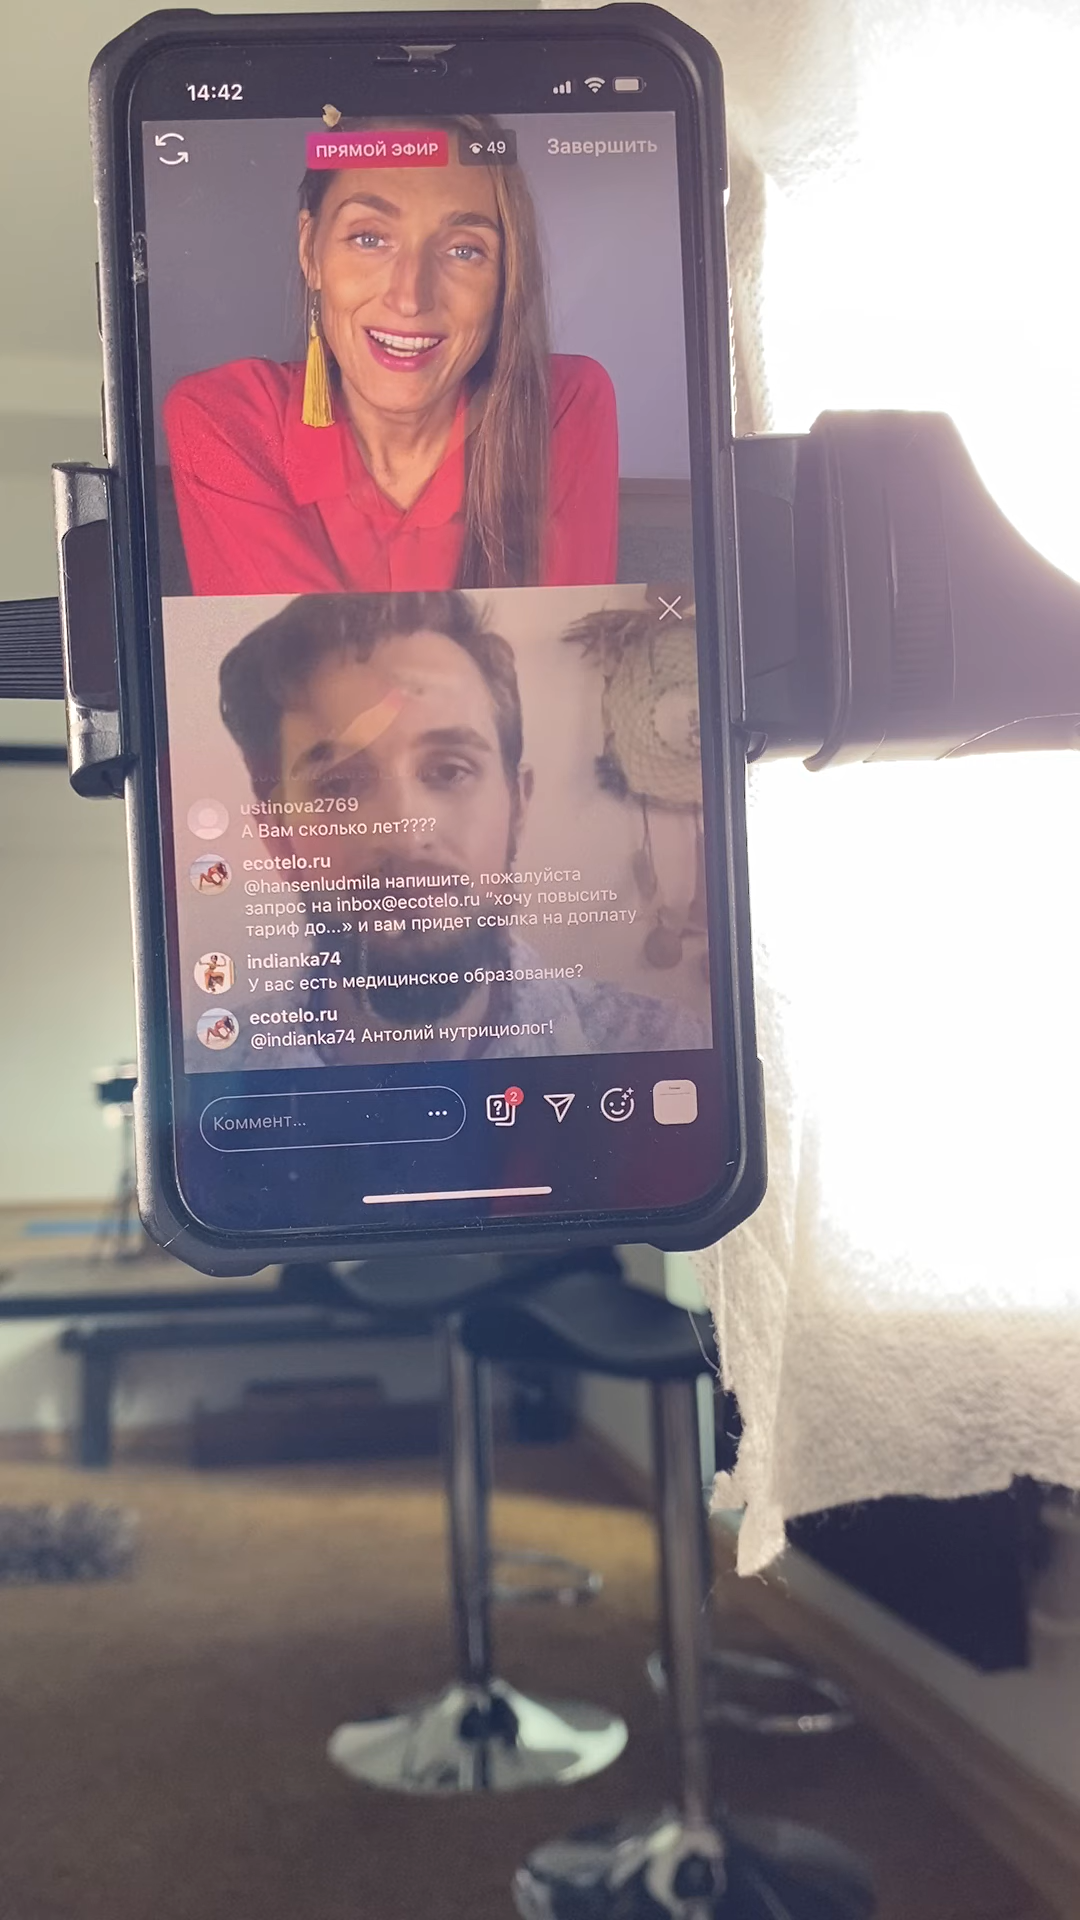 14:42
ПРЯМОЙ ЭФИР
49
Завершить
ustinova2769
А Вам сколько лет????
ecotelo.ru
@hansenludmila напишите, пожалуйста
запрос на inbox@ecotelo.ru “хочу повысить
тариф до...» и вам придет ссылка на доплату
indianka74
У вас есть медицинское образование?
ecotelo.ru
@indianka74 Антолий нутрициолог!
Коммент...
2